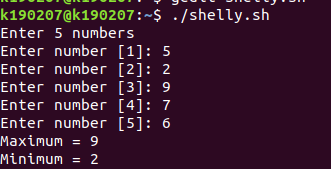 k190207@k190207:~$ gedit shelly.sh
k190207@k190207:~$ ./shelly.sh
Enter 5 numbers
Enter number [1]: 5
Enter number [2]: 2
Enter number [3]: 9
Enter number [4]: 7
Enter number [5]: 6
Maximum = 9
Minimum = 2